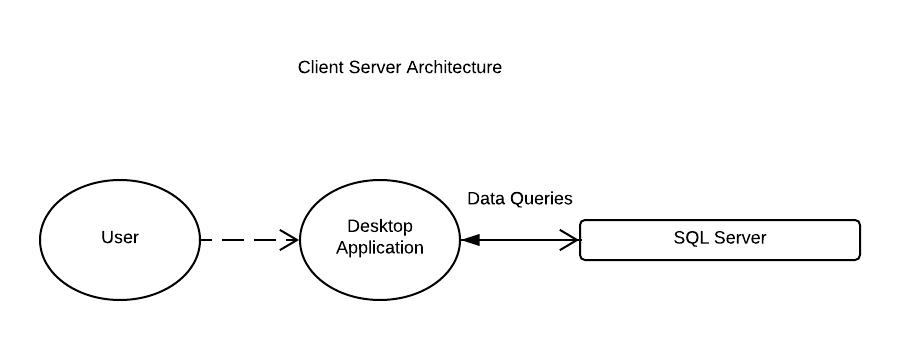 Client Server Architecture
Data Queries
User
Desktop
Application
SQL Server